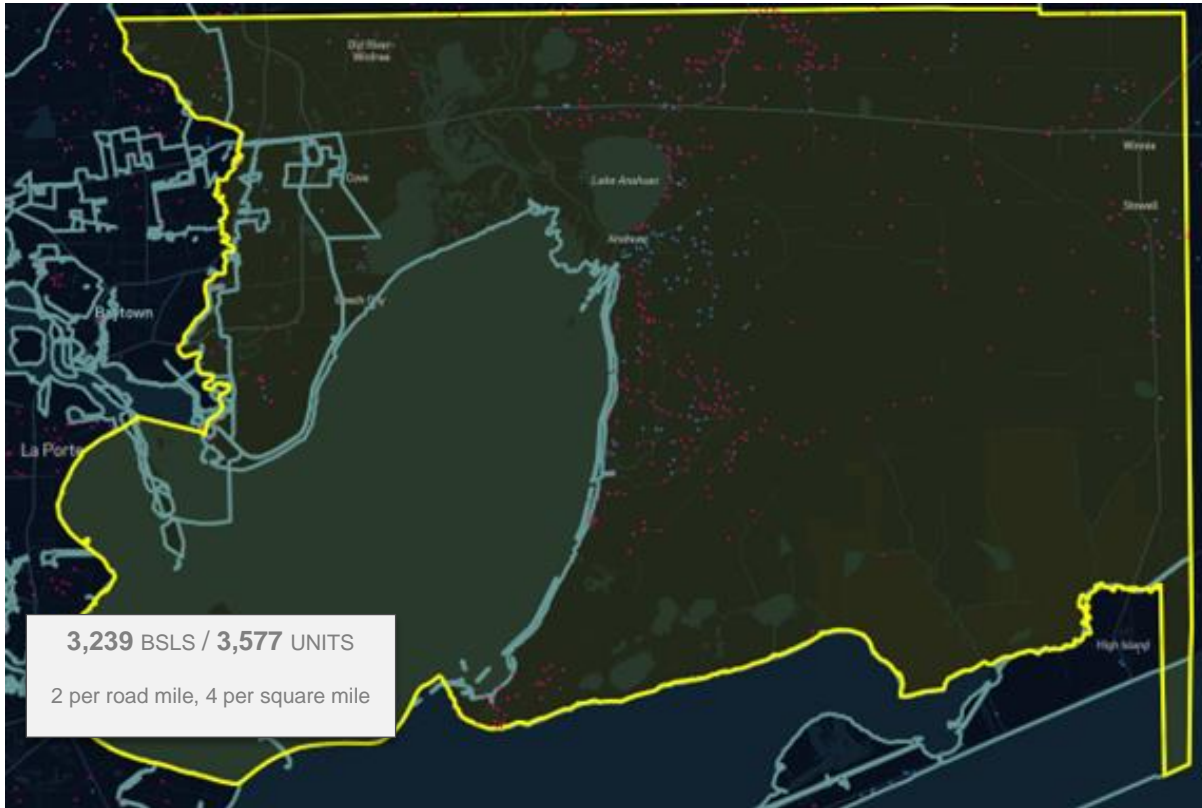 Old River-
Winfree
Cove
Lake Anahuac
Winnie
Stowell
Anahuac
Beach City
Baytown
La Porte
High Island
3,239 BSLS / 3,577 UNITS
2 per road mile, 4 per square mile